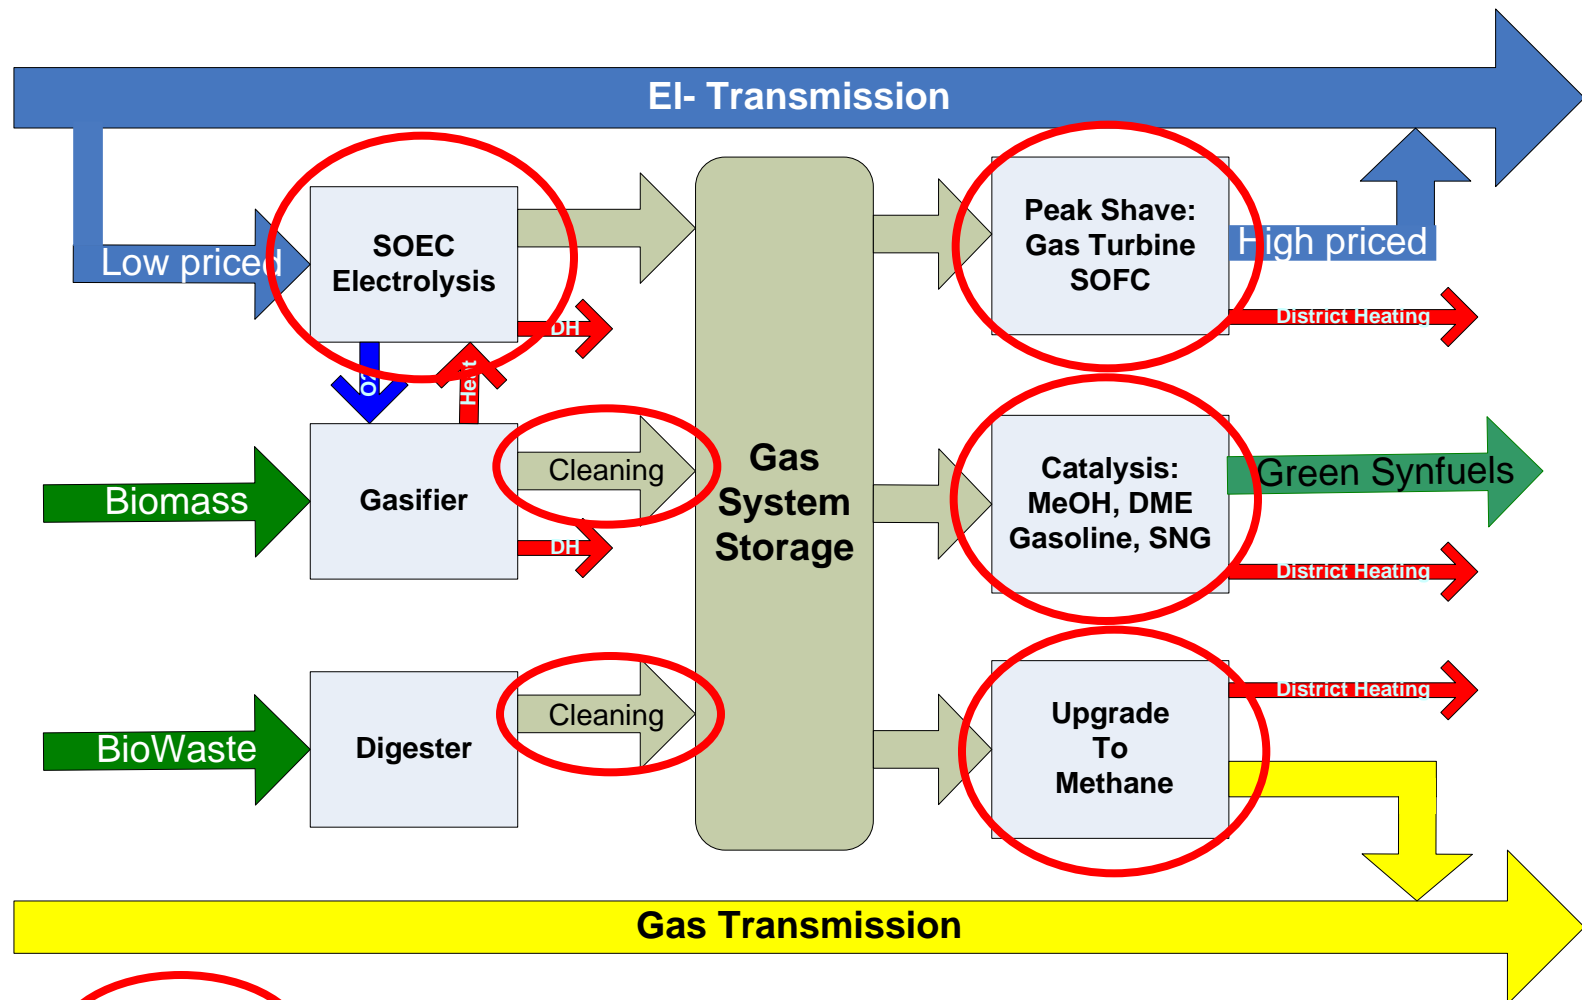 El- Transmission
Low priced
SOEC
Electrolysis
DH
Peak Shave:
Gas Turbine
SOFC
High priced
District Heating
O2
Heat
Biomass
Gasifier
Cleaning
DH
Gas
System
Storage
Catalysis:
MeOH, DME
Gasoline, SNG
Green Synfuels
District Heating
BioWaste
Digester
Cleaning
Upgrade
To
Methane
District Heating
Gas Transmission